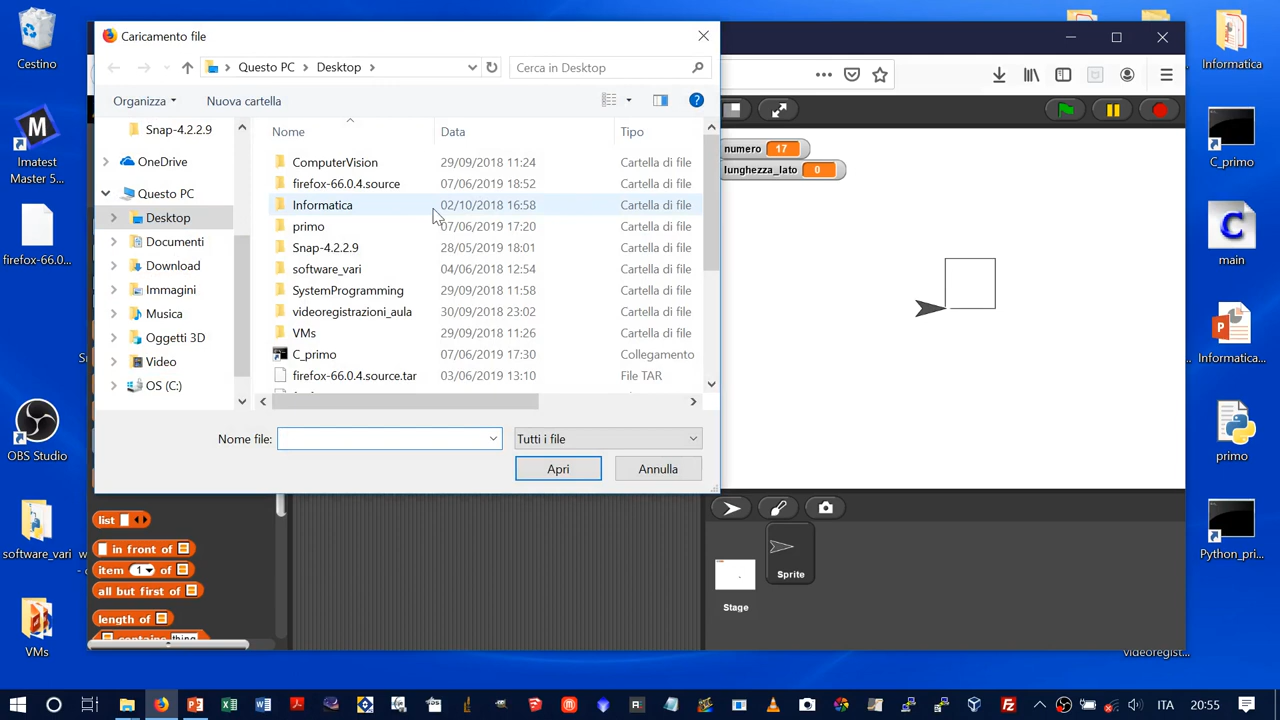 Cestino
Imatest
Master 5....
firefox-66.0...
OBS Studio
software_vari
VMs
Caricamento file
Questo PC
Desktop
Cerca in Desktop
Organizza
Nuova cartella
Snap-4.2.2.9
OneDrive
Questo PC
Desktop
Documenti
Download
Immagini
Musica
Oggetti 3D
Video
OS (C:)
Nome Data Tipo
ComputerVision 29/09/2018 11:24 Cartella di file
firefox-66.0.4.source 07/06/2019 18:52 Cartella di file
Informatica 02/10/2018 16:58 Cartella di file
primo 07/06/2019 17:20 Cartella di file
Snap-4.2.2.9 28/05/2019 18:01 Cartella di file
software_vari 04/06/2018 12:54 Cartella di file
SystemProgramming 29/09/2018 11:58 Cartella di file
videoregistrazioni_aula 30/09/2018 23:02 Cartella di file
VMs 29/09/2018 11:26 Cartella di file
C_primo 07/06/2019 17:30 Collegamento
firefox-66.0.4.source.tar 03/06/2019 13:10 File TAR
Nome file:
Tutti i file
Apri
Annulla
numero 17
lunghezza_lato 0
list
in front of
item 1 of
all but first of
length of
contains thing
Sprite
Stage
Informatica
C_primo
main
Informatica...
primo
Python_pri...
videoregist...
ITA
20:55